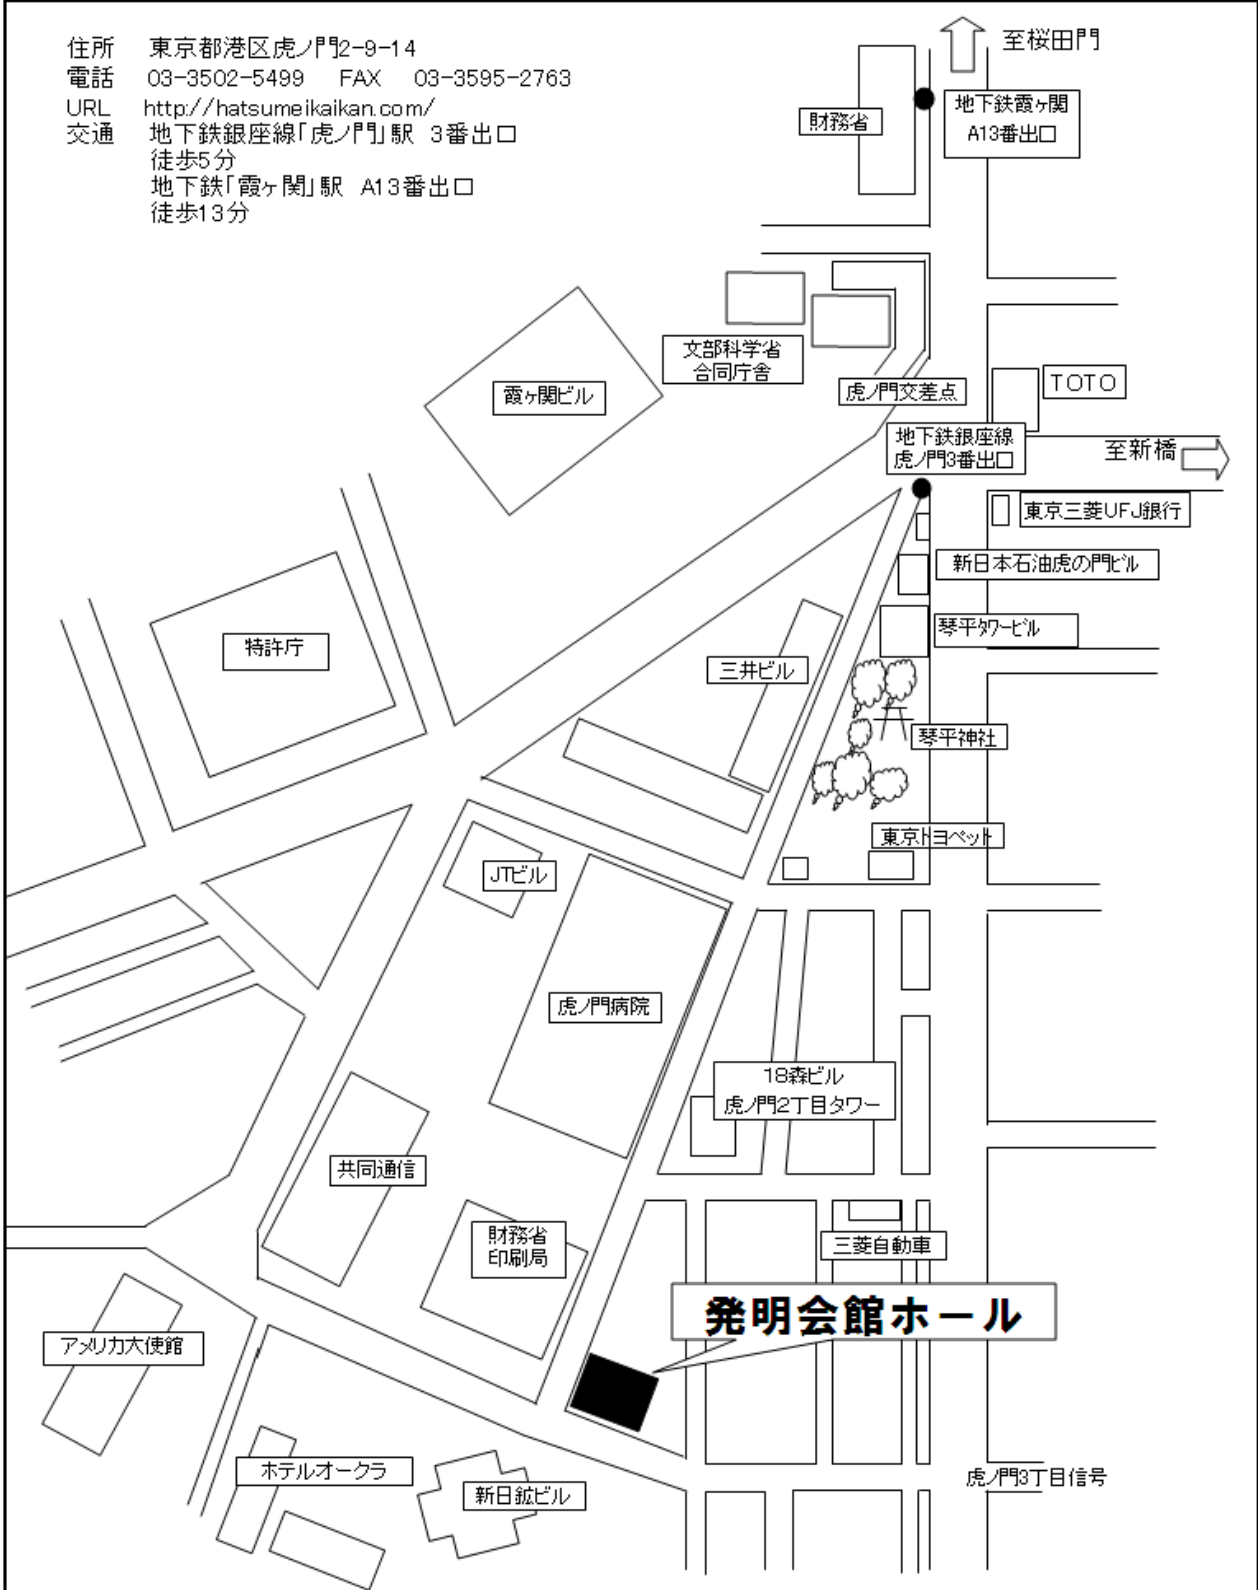 住所 東京都港区虎ノ門2-9-14
電話 03-3502-5499 FAX 03-3595-2763
URL http://hatsumeikaikan.com/
交通 地下鉄銀座線｢虎ノ門｣駅 3番出口
徒歩5分
地下鉄｢霞ヶ関｣駅 A13番出口
徒歩13分
至桜田門
財務省
地下鉄霞ヶ関
A13番出口
文部科学省
合同庁舎
霞ヶ関ビル
虎ノ門交差点
TOTO
地下鉄銀座線
虎ノ門3番出口
至新橋
東京三菱UFJ銀行
新日本石油虎の門ビル
琴平タワービル
特許庁
三井ビル
琴平神社
東京トヨペット
JTビル
虎ノ門病院
18森ビル
虎ノ門2丁目タワー
共同通信
財務省
印刷局
三菱自動車
発明会館ホール
アメリカ大使館
ホテルオークラ
新日鉱ビル
虎ノ門3丁目信号